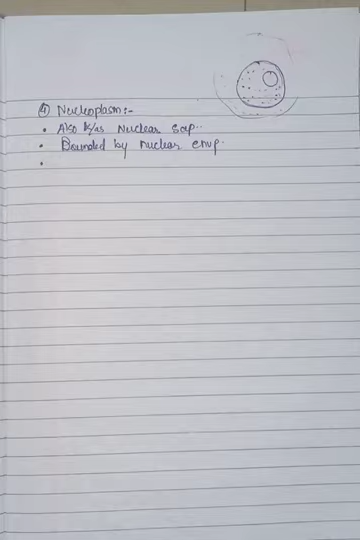 ④ Nucleoplasm:-
• Also k/as Nuclear sap..
• Bounded by nuclear envp.
•